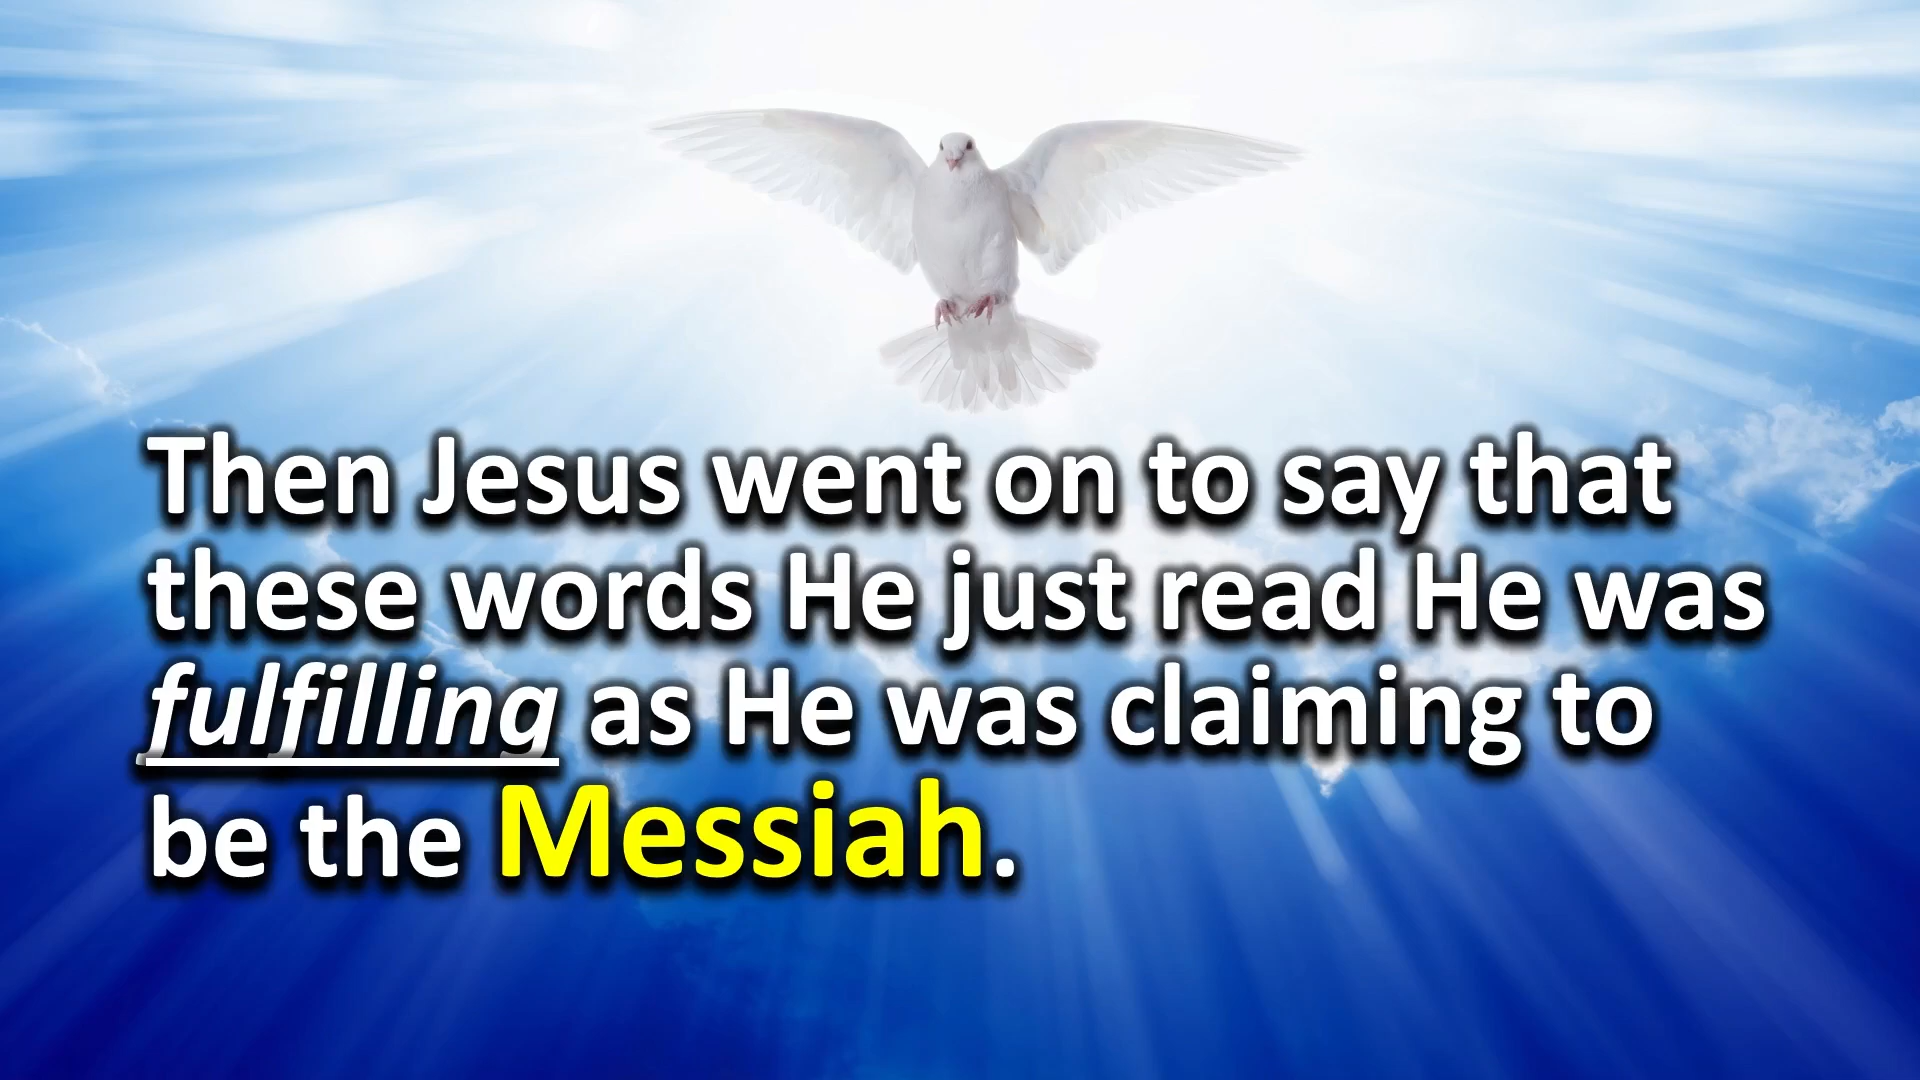 Then Jesus went on to say that
these words He just read He was
fulfilling as He was claiming to
be the Messiah.